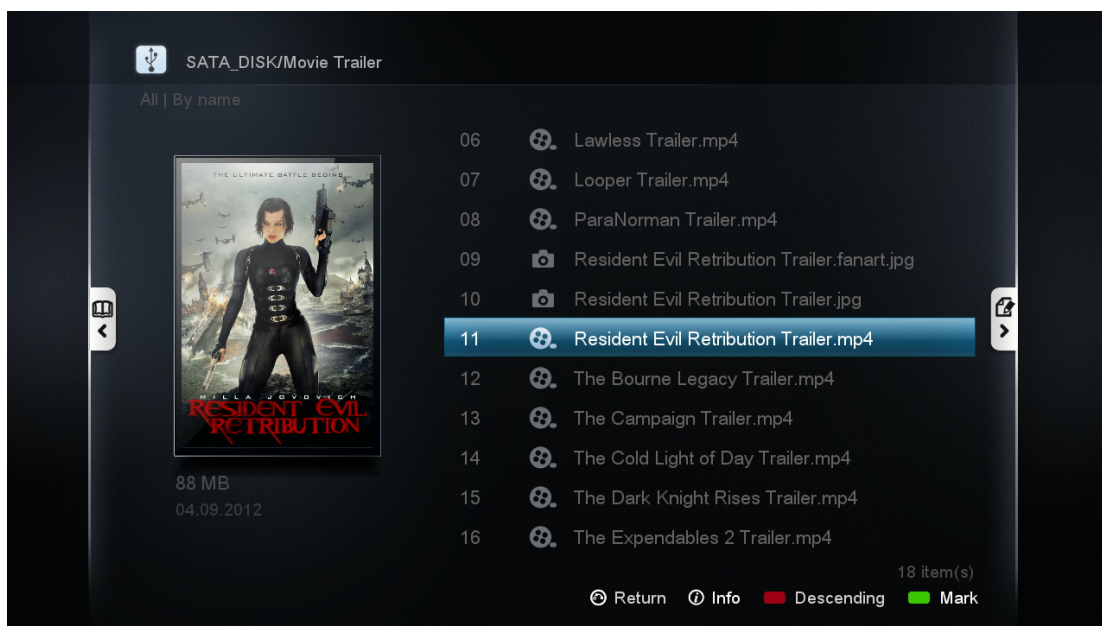 SATA_DISK/Movie Trailer
All | By name
06 Lawless Trailer.mp4
07 Looper Trailer.mp4
08 ParaNorman Trailer.mp4
09 Resident Evil Retribution Trailer.fanart.jpg
10 Resident Evil Retribution Trailer.jpg
11 Resident Evil Retribution Trailer.mp4
12 The Bourne Legacy Trailer.mp4
13 The Campaign Trailer.mp4
14 The Cold Light of Day Trailer.mp4
15 The Dark Knight Rises Trailer.mp4
16 The Expendables 2 Trailer.mp4
THE ULTIMATE BATTLE BEGINS
MILLA JOVOVICH
RESIDENT EVIL
RETRIBUTION
88 MB
04.09.2012
18 item(s)
Return Info Descending Mark